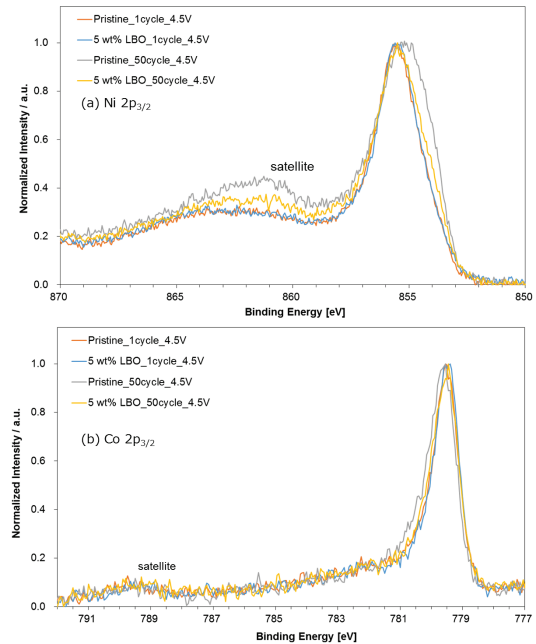 Pristine_1cycle_4.5V
5 wt% LBO_1cycle_4.5V
Pristine_50cycle_4.5V
5 wt% LBO_50cycle_4.5V
(a) Ni 2p3/2
satellite
Normalized Intensity / a.u.
1.0
0.8
0.6
0.4
0.2
0.0
870 865 860 855 850
Binding Energy [eV]
Pristine_1cycle_4.5V
5 wt% LBO_1cycle_4.5V
Pristine_50cycle_4.5V
5 wt% LBO_50cycle_4.5V
(b) Co 2p3/2
satellite
Normalized Intensity / a.u.
1.0
0.8
0.6
0.4
0.2
0.0
791 789 787 785 783 781 779 777
Binding Energy [eV]